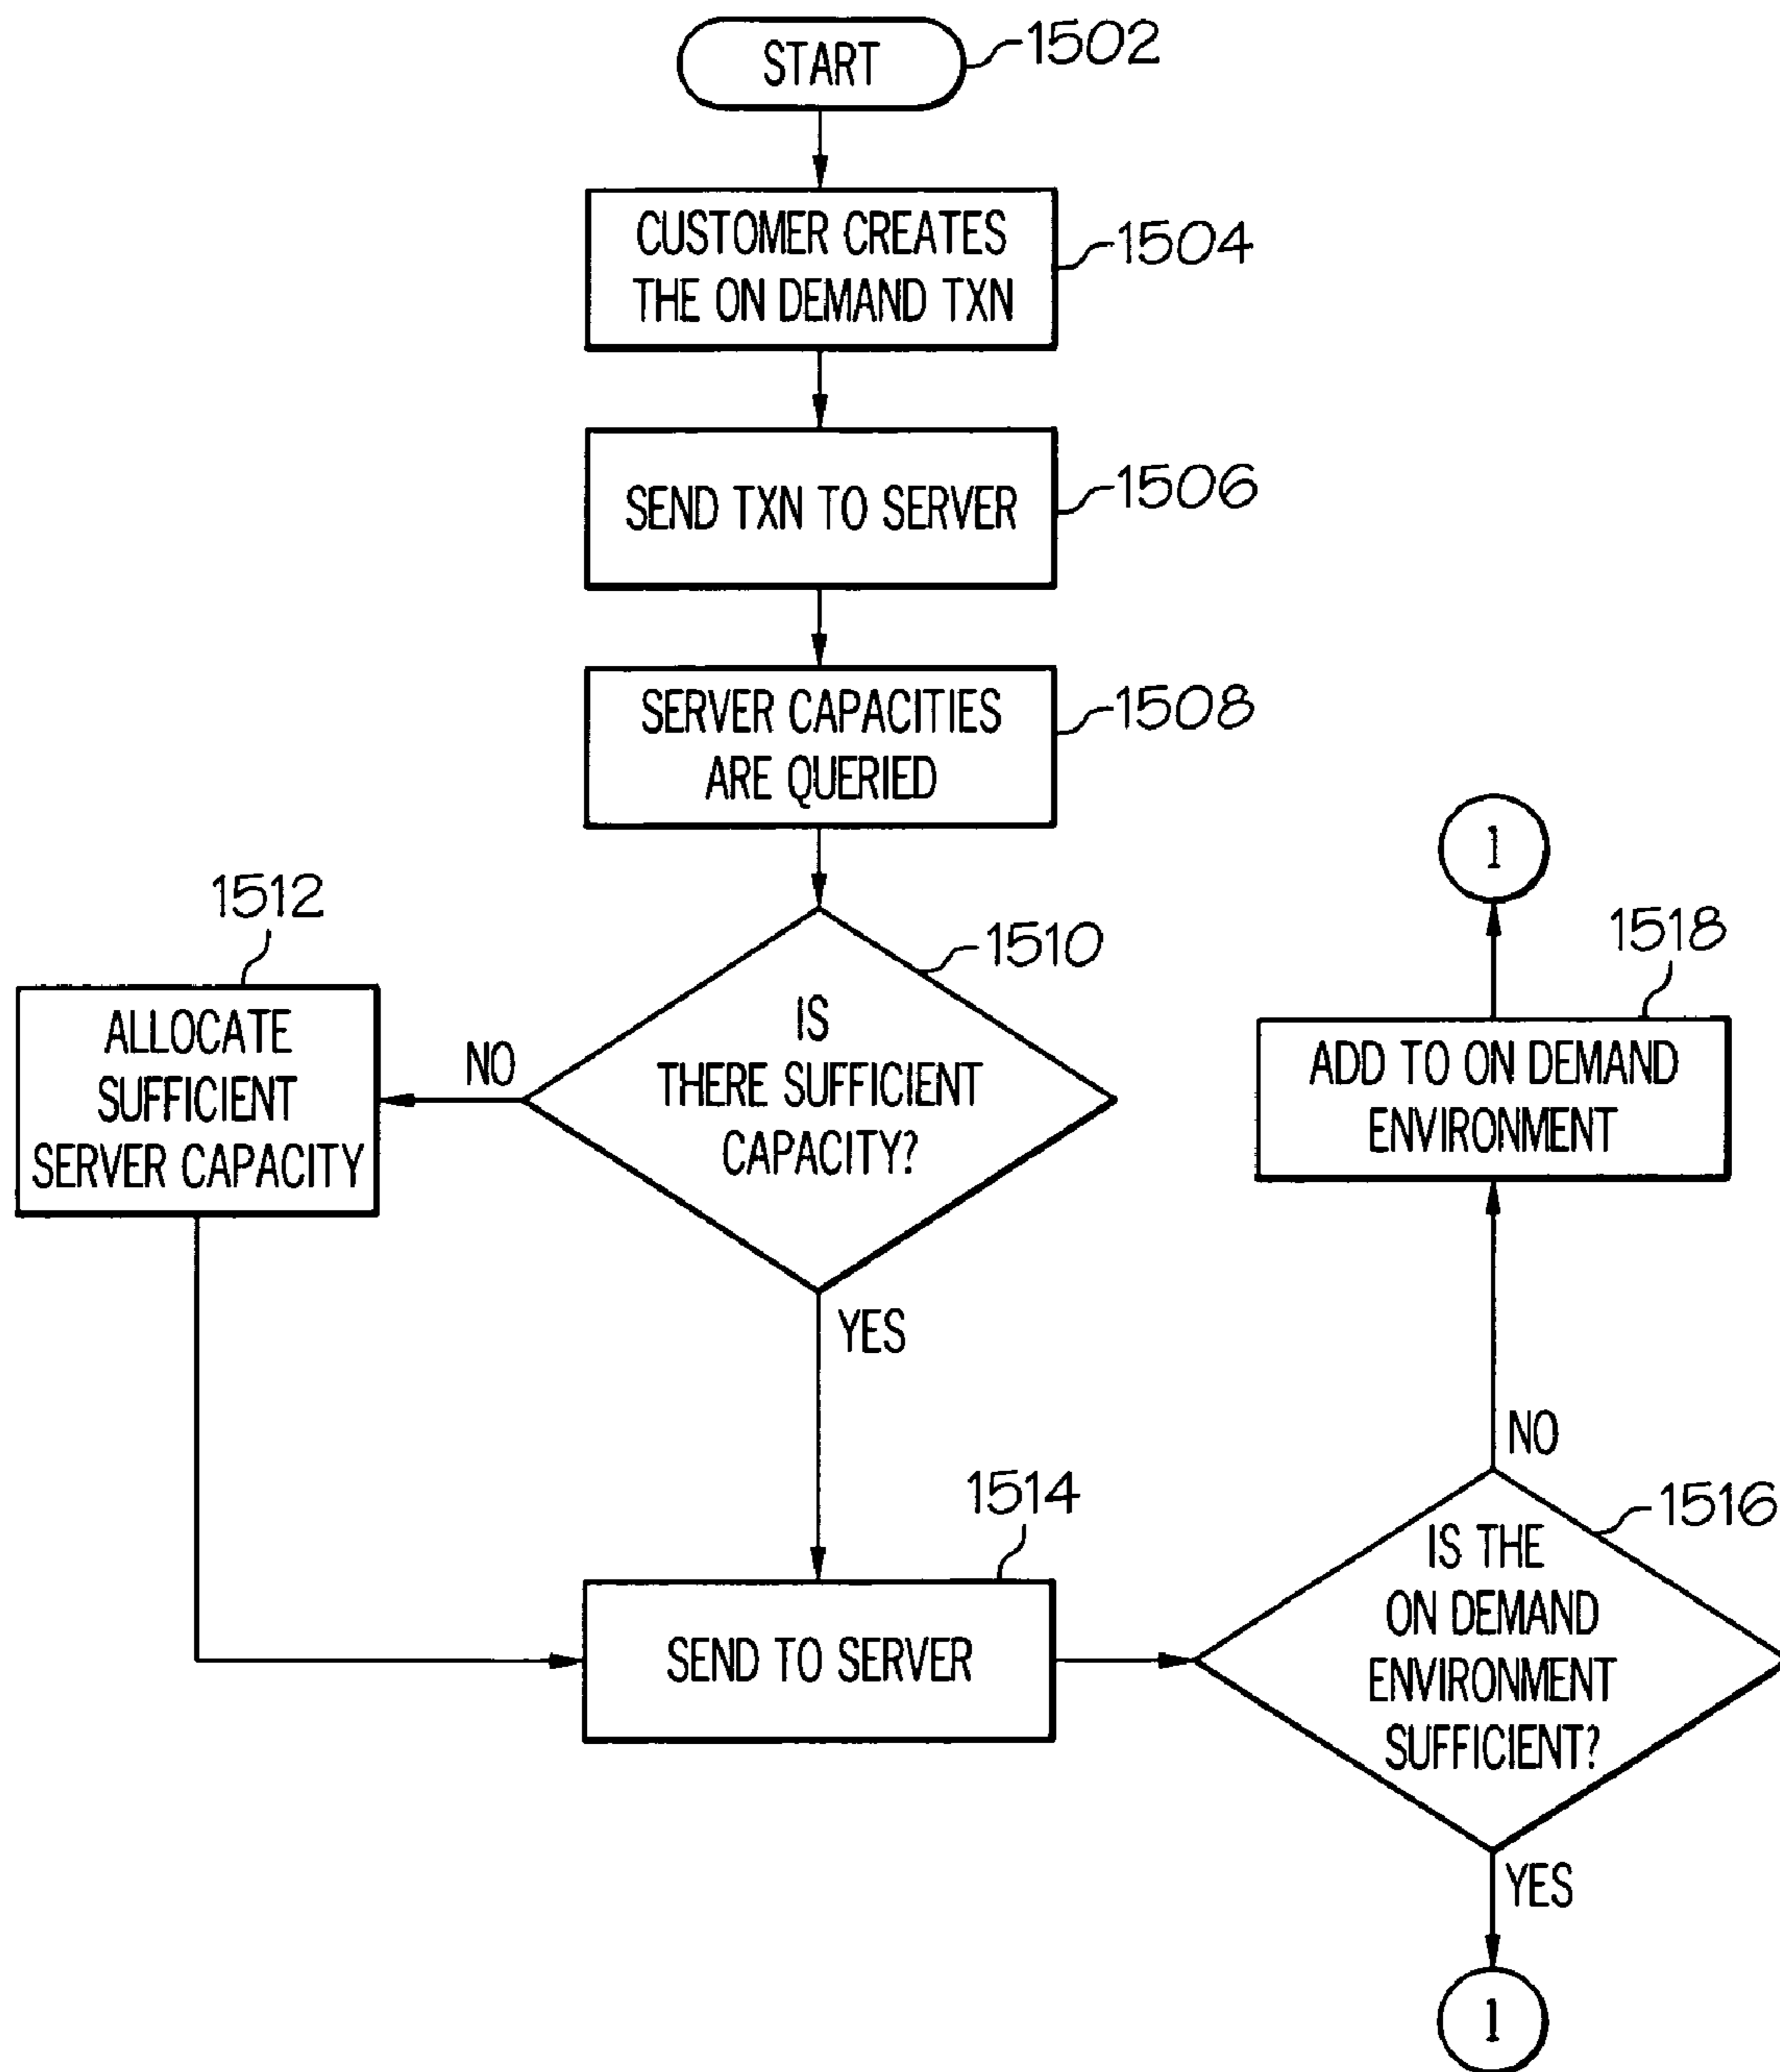 START
1502
CUSTOMER CREATES
THE ON DEMAND TXN
1504
SEND TXN TO SERVER
1506
SERVER CAPACITIES
ARE QUERIED
1508
1512
ALLOCATE
SUFFICIENT
SERVER CAPACITY
NO
1510
IS
THERE SUFFICIENT
CAPACITY?
YES
1514
SEND TO SERVER
1
1518
ADD TO ON DEMAND
ENVIRONMENT
NO
1516
IS THE
ON DEMAND
ENVIRONMENT
SUFFICIENT?
YES
1